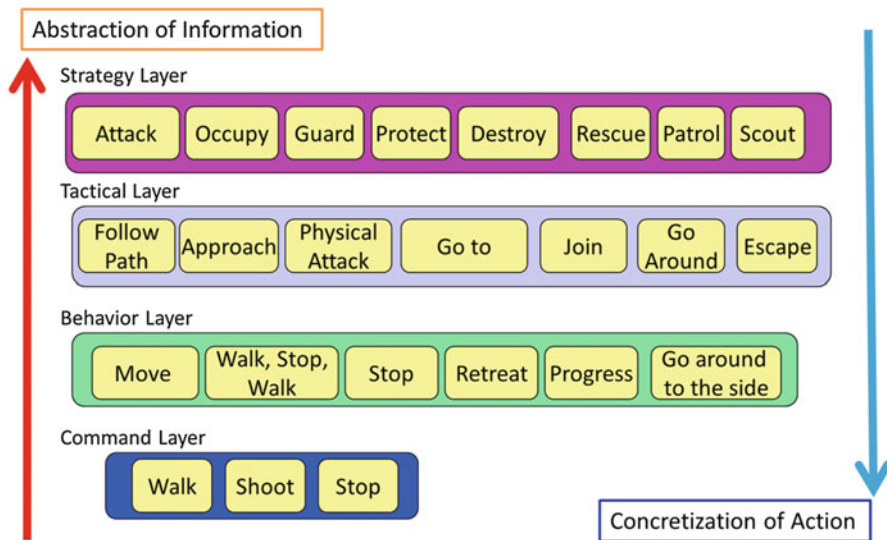 Abstraction of Information
Strategy Layer
Attack
Occupy
Guard
Protect
Destroy
Rescue
Patrol
Scout
Tactical Layer
Follow
Path
Approach
Physical
Attack
Go to
Join
Go
Around
Escape
Behavior Layer
Move
Walk, Stop,
Walk
Stop
Retreat
Progress
Go around
to the side
Command Layer
Walk
Shoot
Stop
Concretization of Action